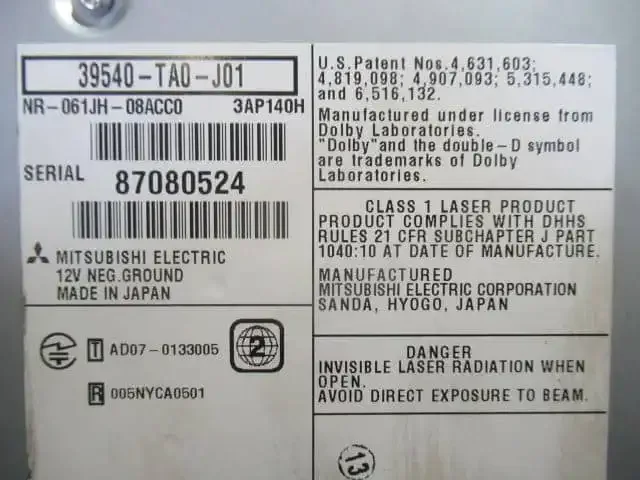 39540-TA0-J01
NR-061JH-08ACC0 3AP140H
SERIAL 87080524
MITSUBISHI ELECTRIC
12V NEG.GROUND
MADE IN JAPAN
T AD07-0133005
2
R 005NYCA0501
U.S.Patent Nos.4,631,603;
4,819,098; 4,907,093; 5,315,448;
and 6,516,132.
Manufactured under license from
Dolby Laboratories.
"Dolby" and the double-D symbol
are trademarks of Dolby
Laboratories.
CLASS 1 LASER PRODUCT
PRODUCT COMPLIES WITH DHHS
RULES 21 CFR SUBCHAPTER J PART
1040:10 AT DATE OF MANUFACTURE.
MANUFACTURED
MITSUBISHI ELECTRIC CORPORATION
SANDA, HYOGO, JAPAN
DANGER
INVISIBLE LASER RADIATION WHEN
OPEN.
AVOID DIRECT EXPOSURE TO BEAM.
13